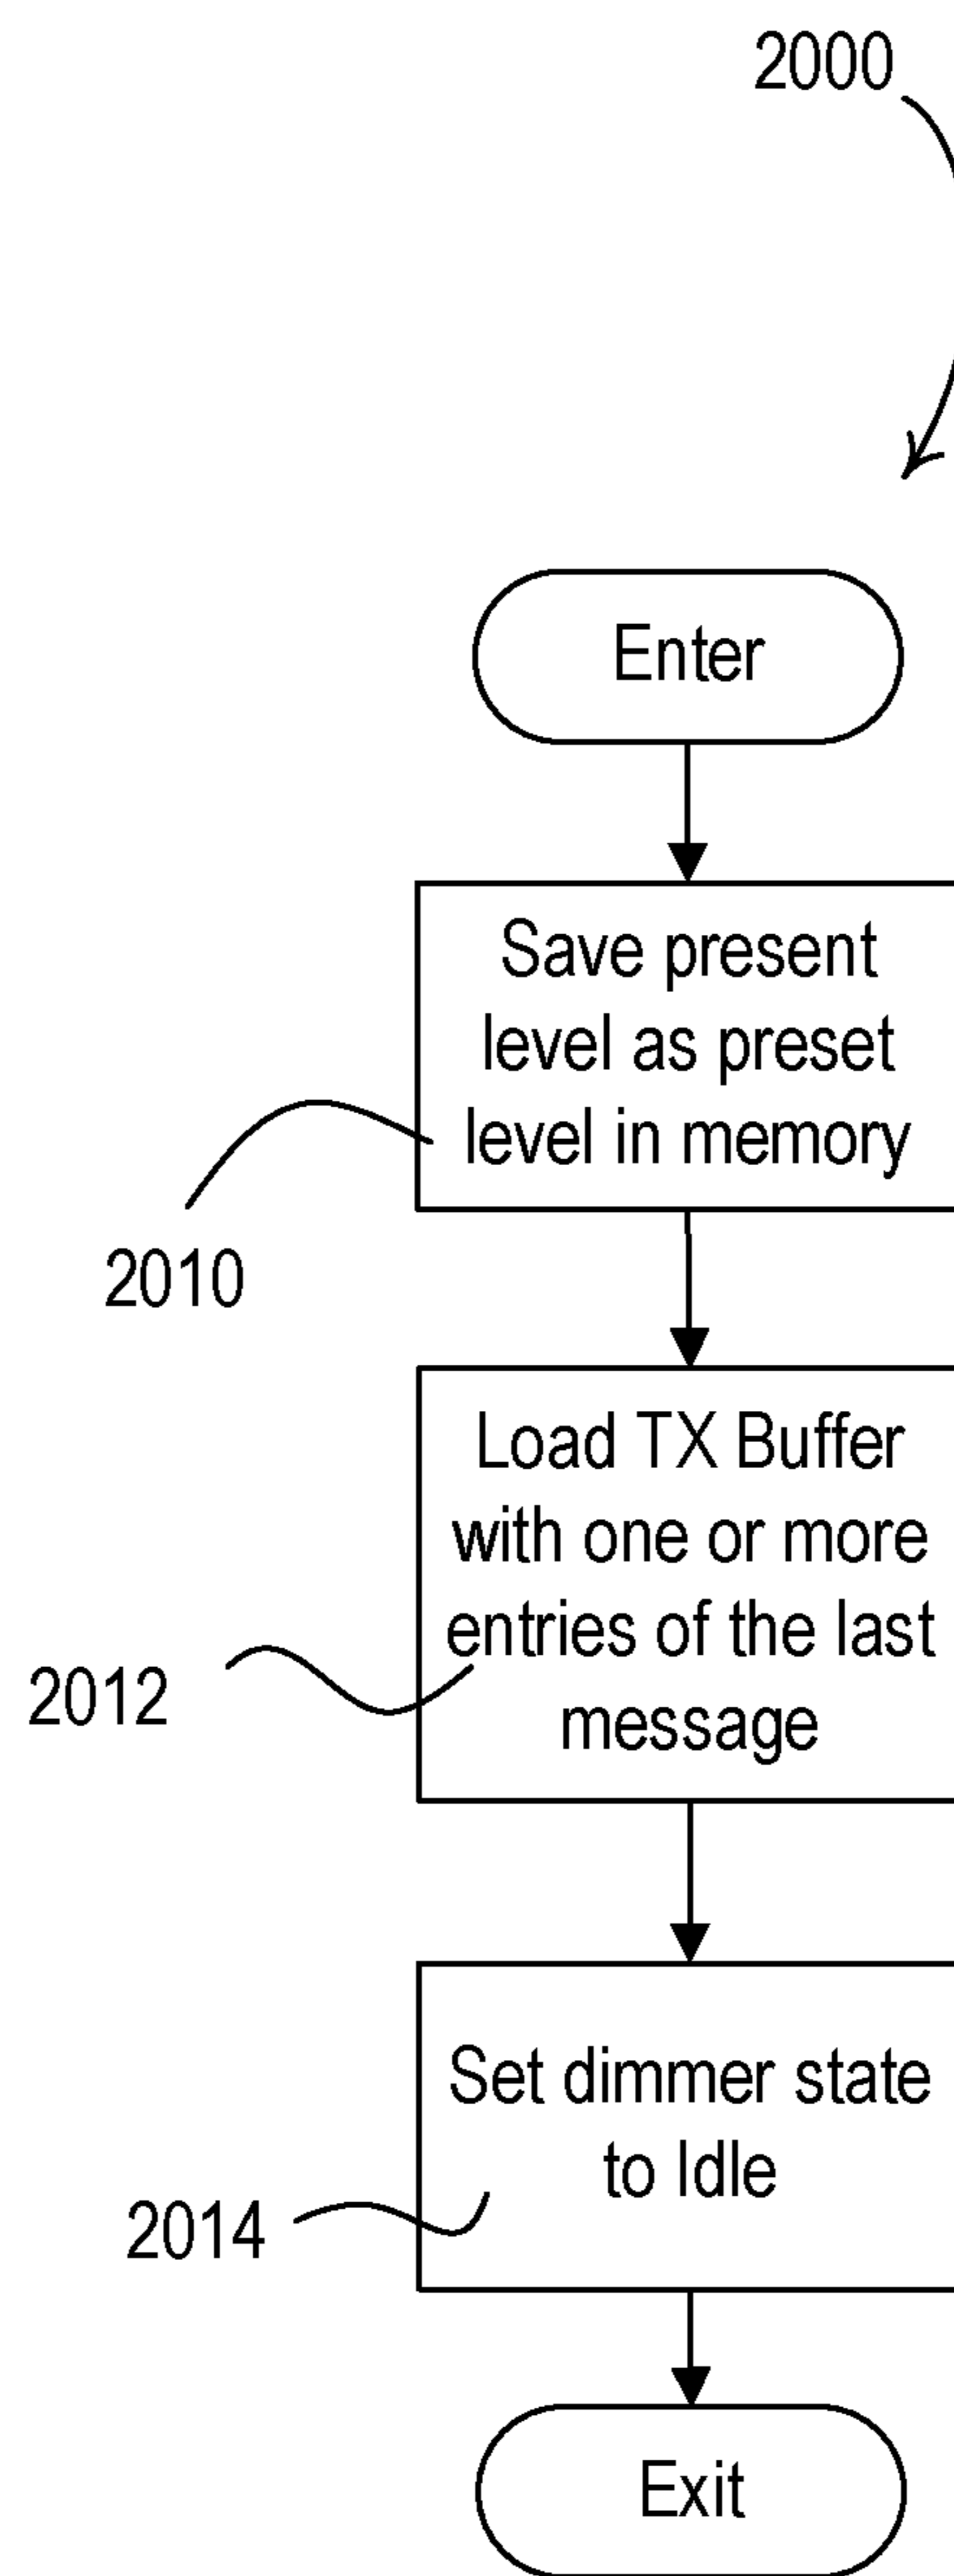 2000
Enter
Save present
level as preset
level in memory
2010
Load TX Buffer
with one or more
entries of the last
message
2012
Set dimmer state
to Idle
2014
Exit